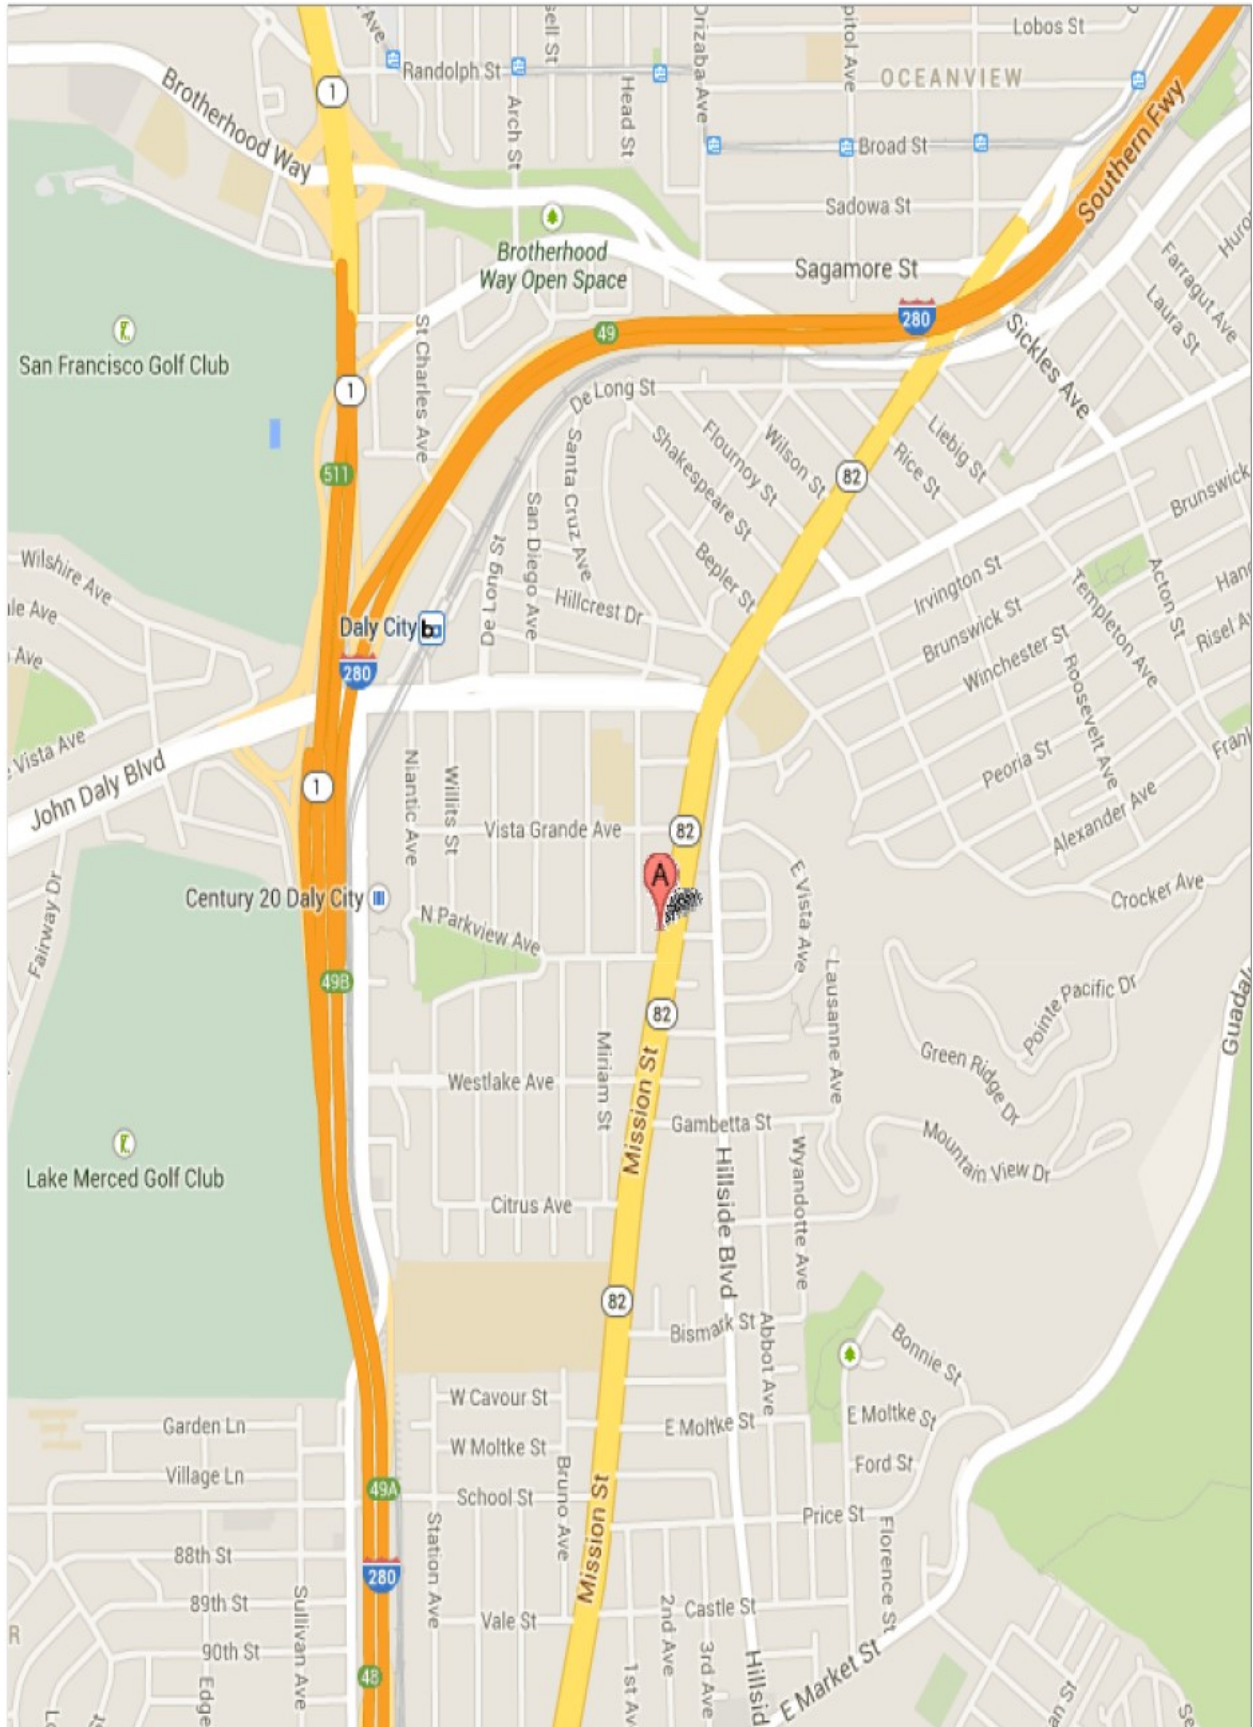 Lobos St
Randolph St
Arch St
Head St
Orizaba Ave
OCEANVIEW
1
Brotherhood Way
Broad St
Southern Fwy
Sadowa St
Brotherhood
Way Open Space
Sagamore St
280
49
San Francisco Golf Club
St Charles Ave
Sickles Ave
Farragut Ave
Laura St
1
De Long St
Santa Cruz Ave
San Diego Ave
Shakespeare St
Flournoy St
Wilson St
Rice St
Liebig St
511
82
Brunswick
Wilshire Ave
De Long St
Hillcrest Dr
Bepler St
Irvington St
Brunswick St
Winchester St
Templeton Ave
Acton St
Roosevelt Ave
Daly City
280
Ave
Vista Ave
John Daly Blvd
1
Niantic Ave
Willits St
Vista Grande Ave
82
Peoria St
Alexander Ave
Crocker Ave
A
E Vista Ave
Century 20 Daly City
N Parkview Ave
Fairway Dr
49B
82
Lausanne Ave
Pointe Pacific Dr
Green Ridge Dr
Westlake Ave
Miriam St
Mission St
Gambetta St
Mountain View Dr
Lake Merced Golf Club
Citrus Ave
Hillside Blvd
Wyandotte Ave
82
Bismark St
Abbot Ave
Bonnie St
W Cavour St
Garden Ln
E Moltke St
E Moltke St
W Moltke St
Village Ln
Ford St
49A
School St
Bruno Ave
Mission St
Price St
Florence St
88th St
280
Station Ave
89th St
Sullivan Ave
Vale St
Castle St
90th St
2nd Ave
3rd Ave
48
Edge
1st Av
Hillsid
E Market St